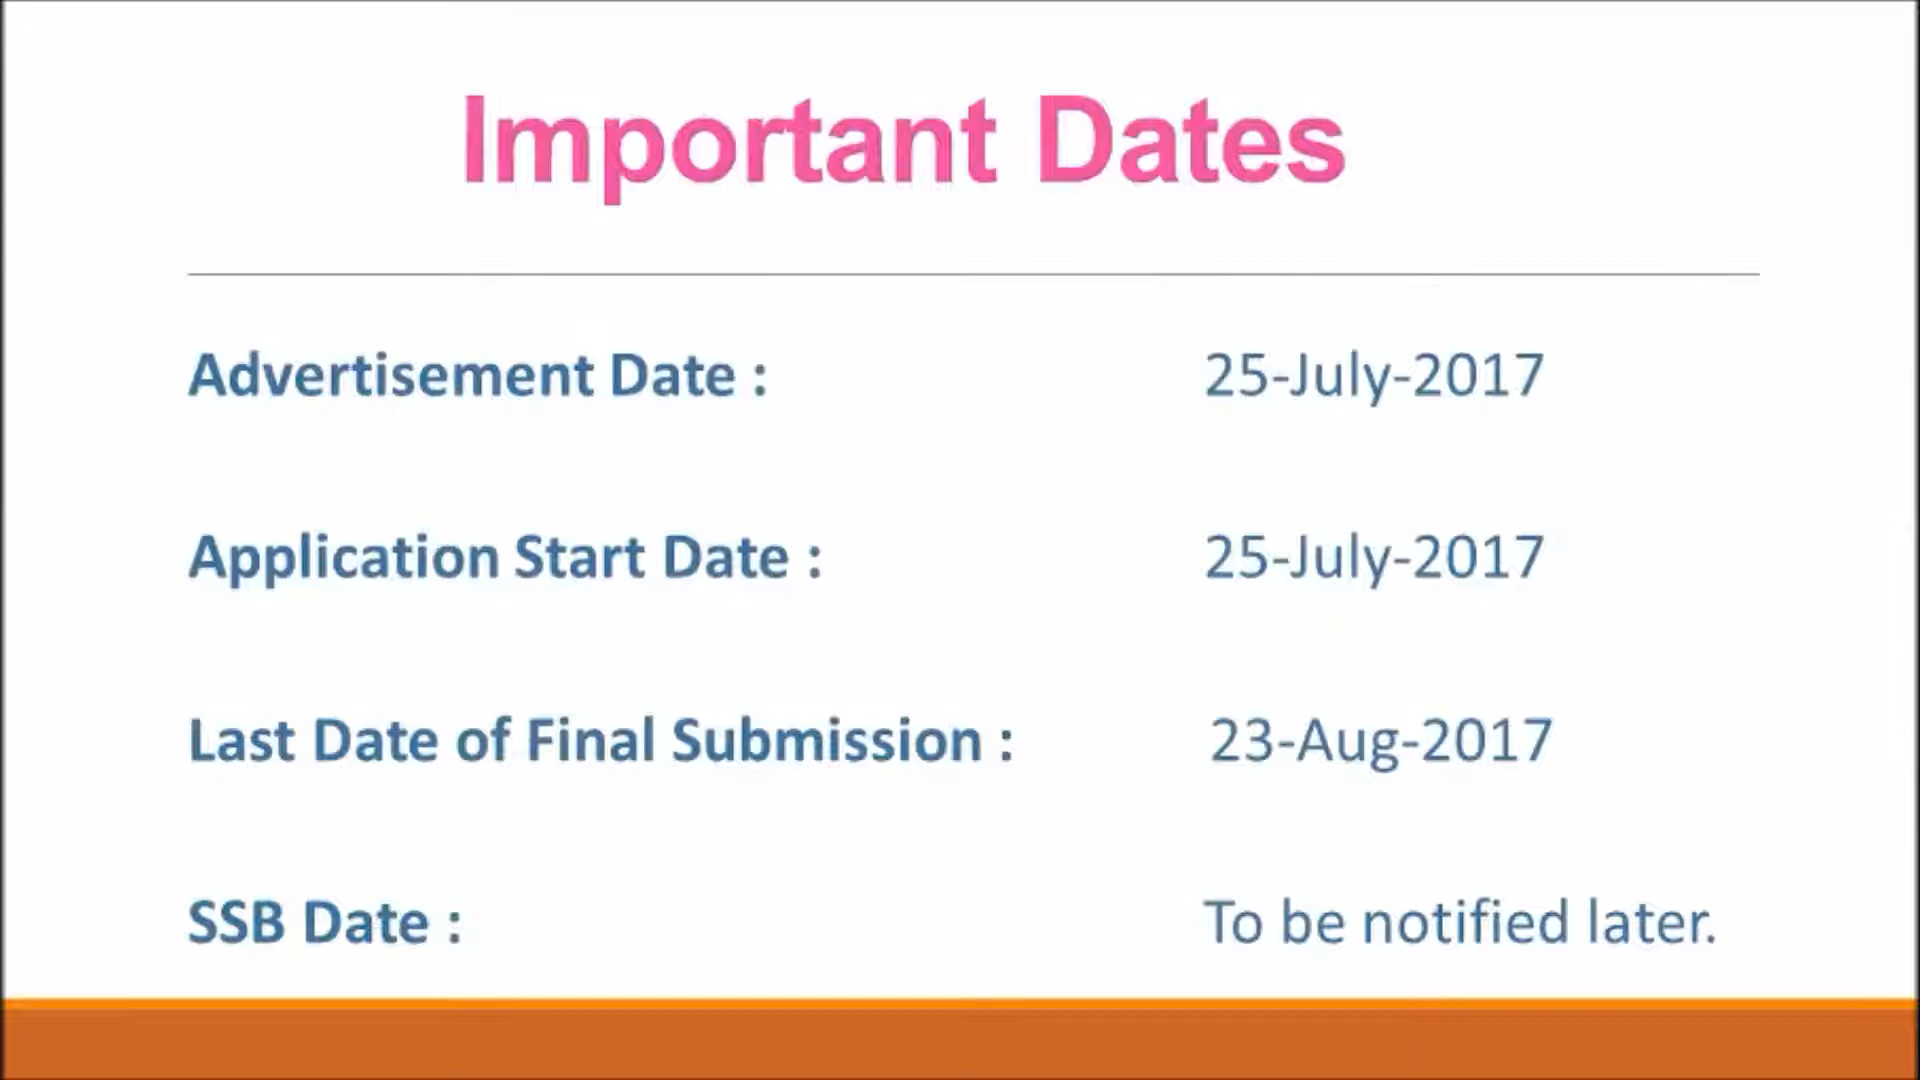 Important Dates
Advertisement Date : 25-July-2017
Application Start Date : 25-July-2017
Last Date of Final Submission : 23-Aug-2017
SSB Date : To be notified later.